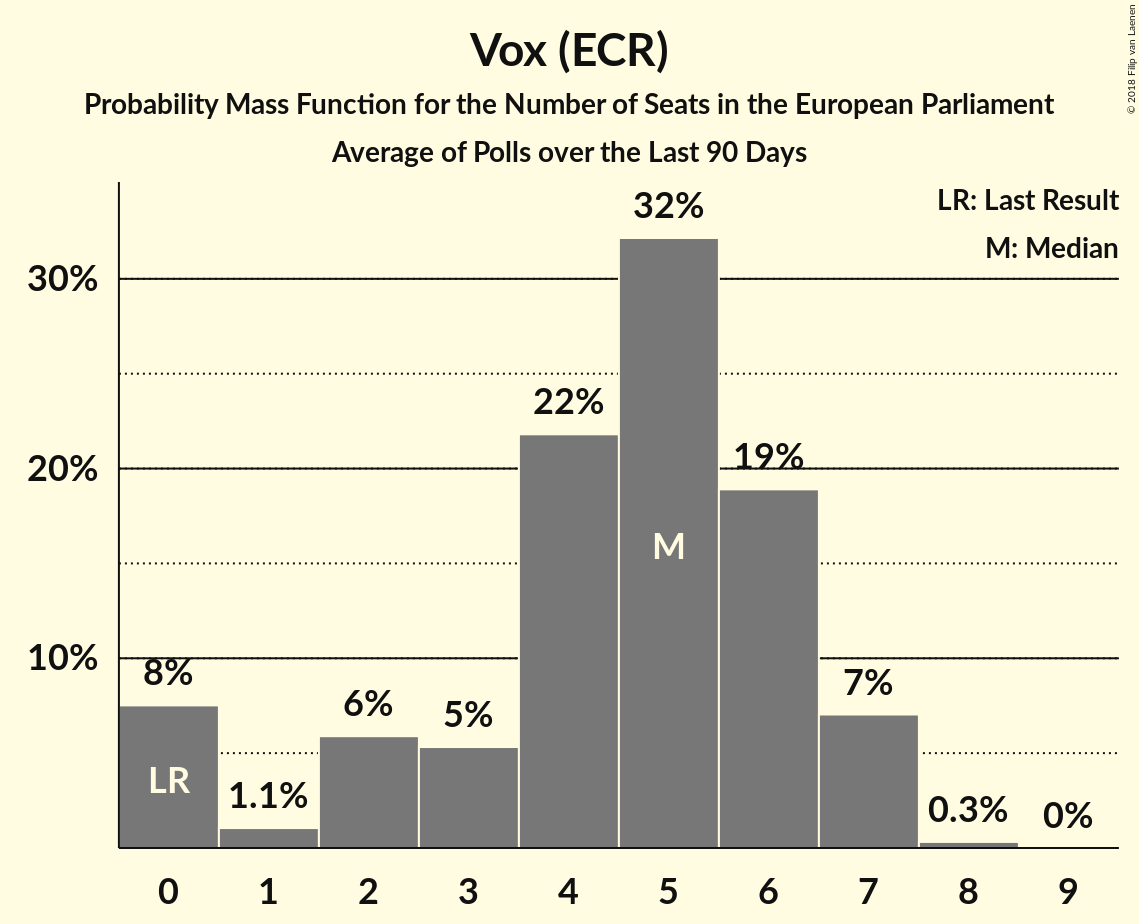 Vox (ECR)
Probability Mass Function for the Number of Seats in the European Parliament
Average of Polls over the Last 90 Days
© 2018 Filip van Laenen
LR: Last Result
M: Median
32%
30%
22%
19%
20%
M
10%
8%
6%
5%
7%
LR
1.1%
0.3%
0%
0 1 2 3 4 5 6 7 8 9